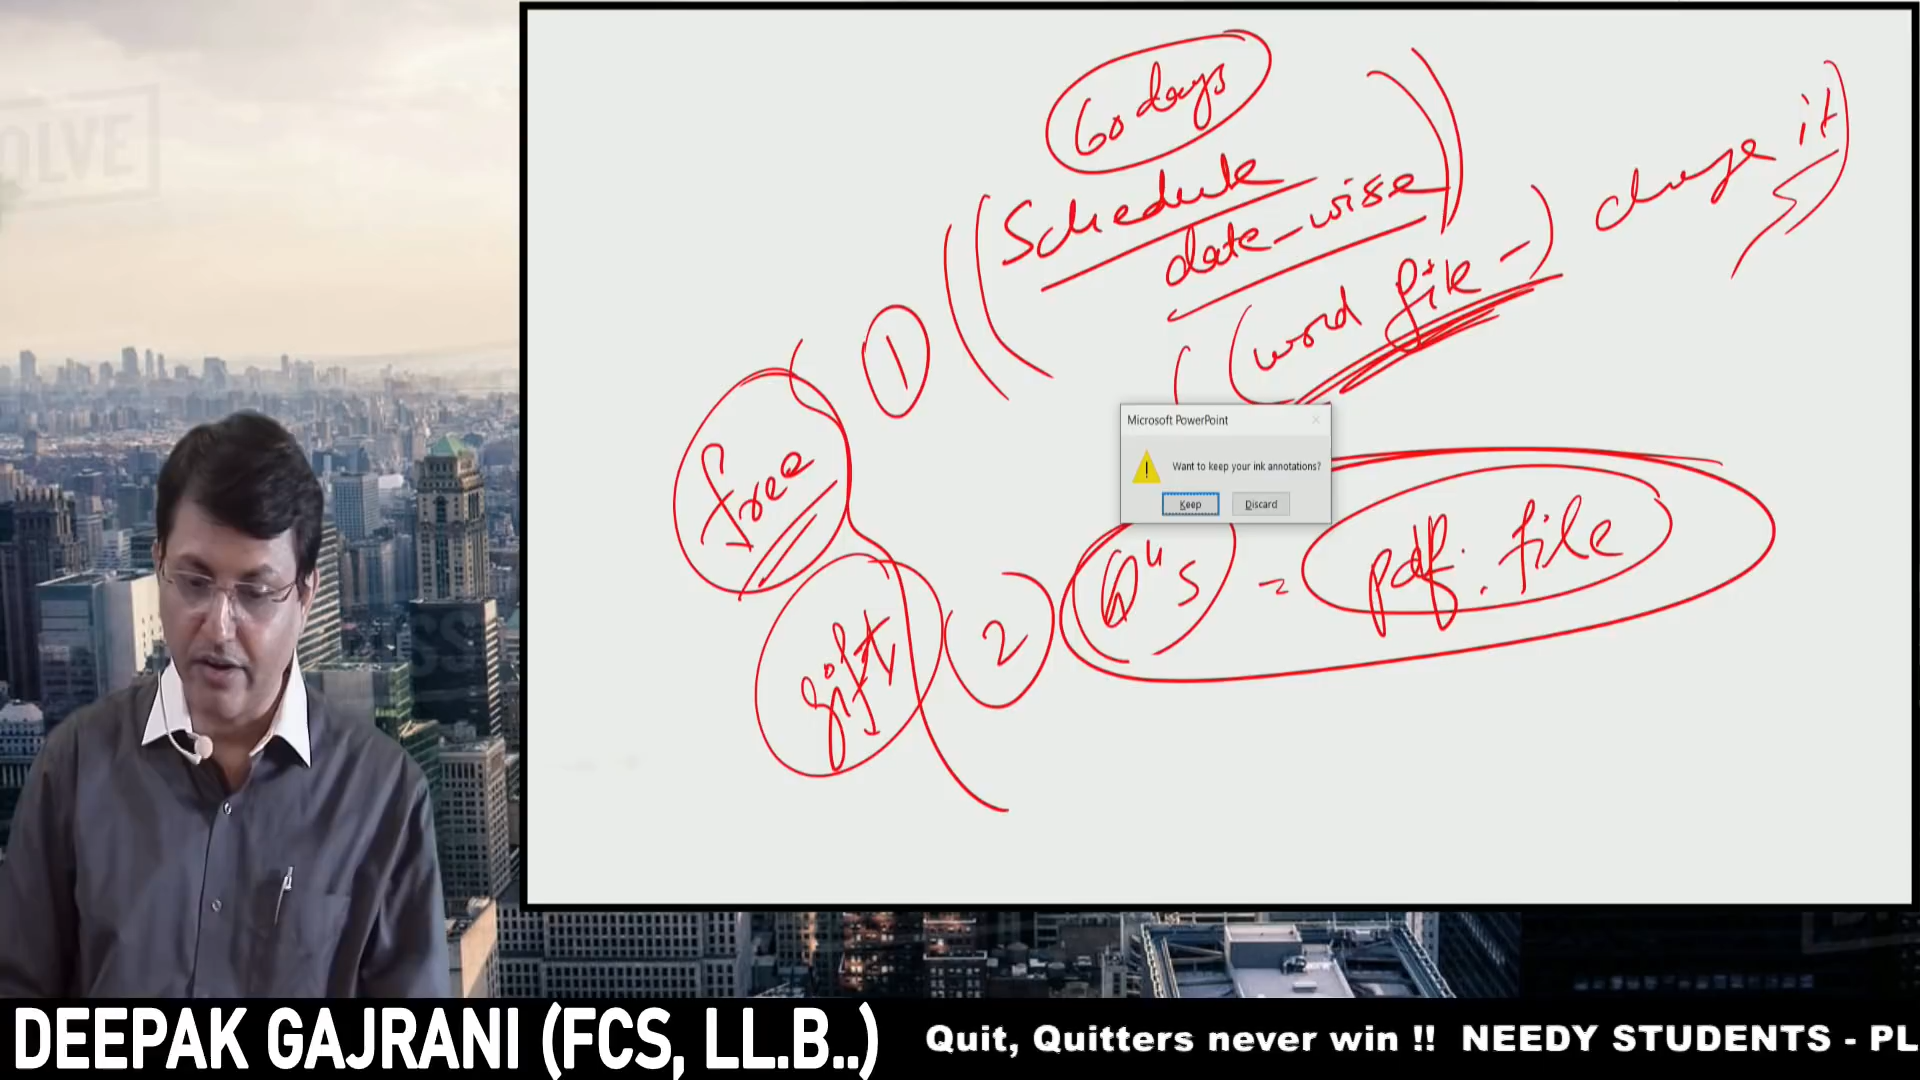 OLVE
60 days
Schedule
date-wise
(word file -)
change it
1
free
Microsoft PowerPoint
Want to keep your ink annotations?
Keep Discard
gift
2
Q's = pdf. file
DEEPAK GAJRANI (FCS, LL.B..)
Quit, Quitters never win !! NEEDY STUDENTS - PL